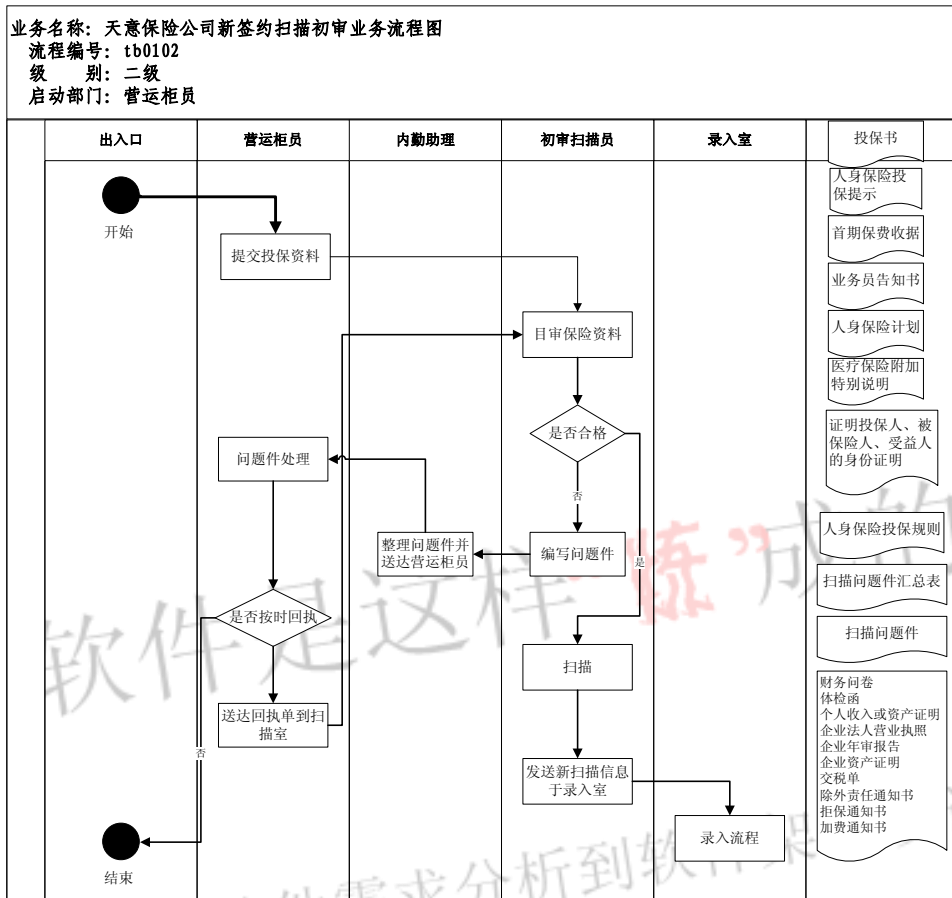 业务名称：天意保险公司新签约扫描初审业务流程图
流程编号：tb0102
级　　别：二级
启动部门：营运柜员
出入口
营运柜员
内勤助理
初审扫描员
录入室
开始
提交投保资料
目审保险资料
是否合格
问题件处理
否
整理问题件并
送达营运柜员
编写问题件
是
是否按时回执
扫描
送达回执单到扫
描室
否
发送新扫描信息
于录入室
录入流程
结束
投保书
人身保险投
保提示
首期保费收据
业务员告知书
人身保险计划
医疗保险附加
特别说明
证明投保人、被
保险人、受益人
的身份证明
人身保险投保规则
扫描问题件汇总表
扫描问题件
财务问卷
体检函
个人收入或资产证明
企业法人营业执照
企业年审报告
企业资产证明
交税单
除外责任通知书
拒保通知书
加费通知书
软件是这样“炼”成的
件需求分析到软件架